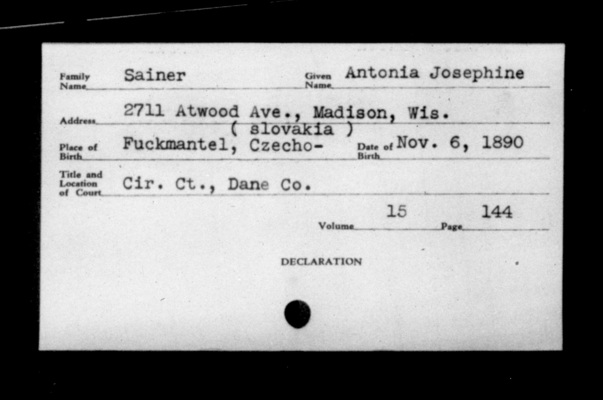 Family Name Sainer Given Name Antonia Josephine
Address 2711 Atwood Ave., Madison, Wis.
( slovakia )
Place of Birth Fuckmantel, Czecho- Date of Birth Nov. 6, 1890
Title and Location of Court Cir. Ct., Dane Co.
Volume 15 Page 144
DECLARATION